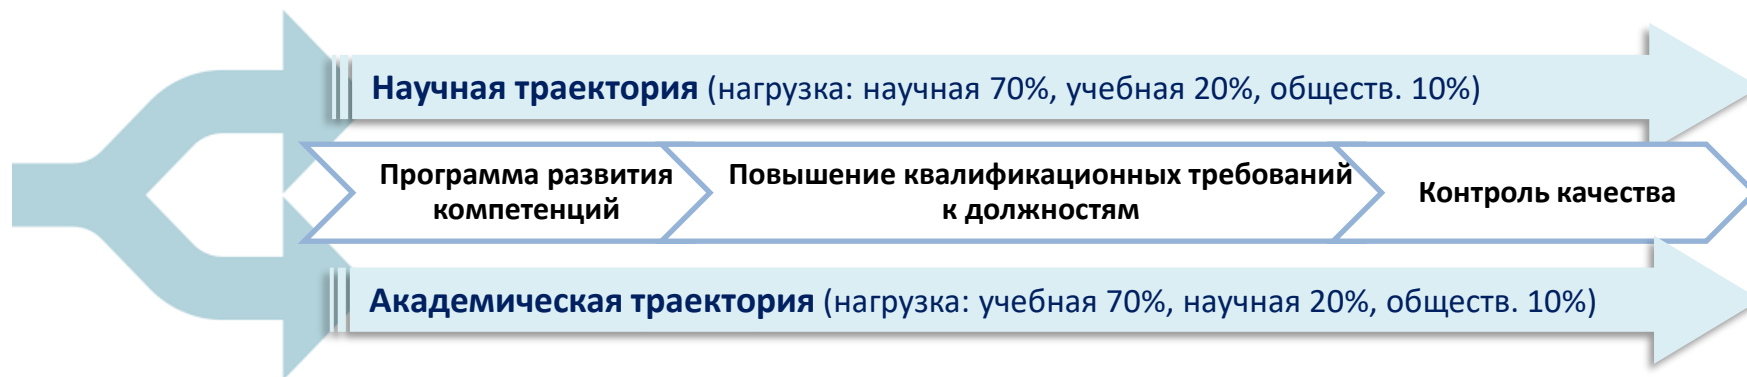 Научная траектория (нагрузка: научная 70%, учебная 20%, обществ. 10%)
Программа развития
компетенций
Повышение квалификационных требований
к должностям
Контроль качества
Академическая траектория (нагрузка: учебная 70%, научная 20%, обществ. 10%)